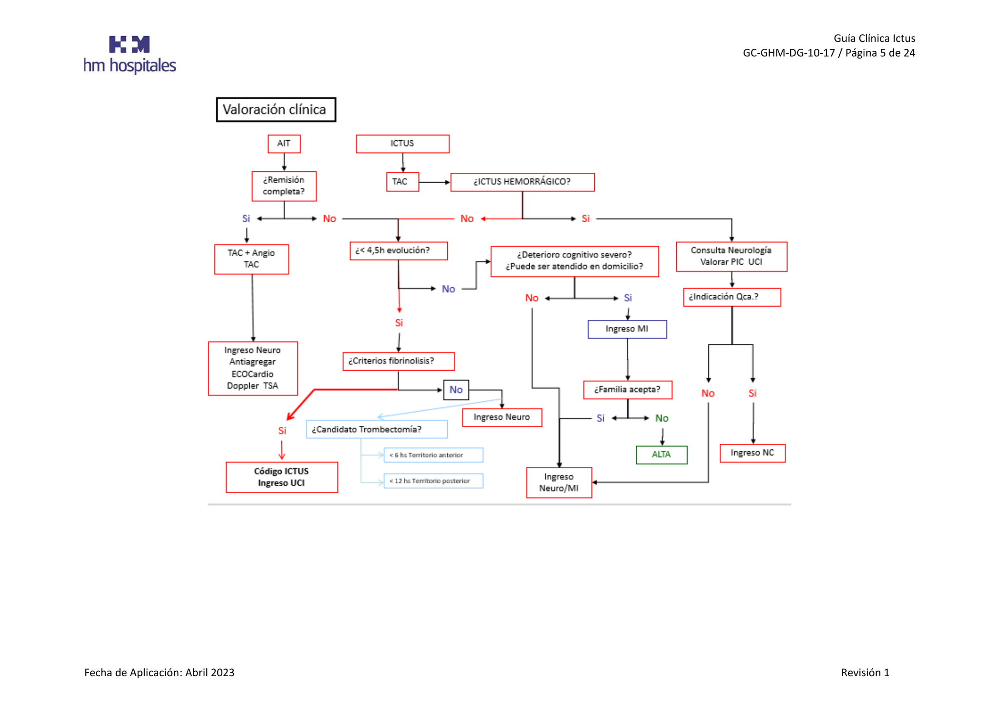 hm hospitales
Guía Clínica Ictus
GC-GHM-DG-10-17 / Página 5 de 24
Valoración clínica
AIT
ICTUS
¿Remisión
completa?
TAC
¿ICTUS HEMORRÁGICO?
Si
No
No
Si
TAC + Angio
TAC
¿< 4,5h evolución?
¿Deterioro cognitivo severo?
¿Puede ser atendido en domicilio?
Consulta Neurología
Valorar PIC UCI
No
No
Si
¿Indicación Qca.?
Si
Ingreso MI
Ingreso Neuro
Antiagregar
ECOCardio
Doppler TSA
¿Criterios fibrinolisis?
No
¿Familia acepta?
No
Si
Ingreso Neuro
Si
No
Si
¿Candidato Trombectomía?
< 6 hs Territorio anterior
ALTA
Ingreso NC
Código ICTUS
Ingreso UCI
< 12 hs Territorio posterior
Ingreso
Neuro/MI
Fecha de Aplicación: Abril 2023
Revisión 1